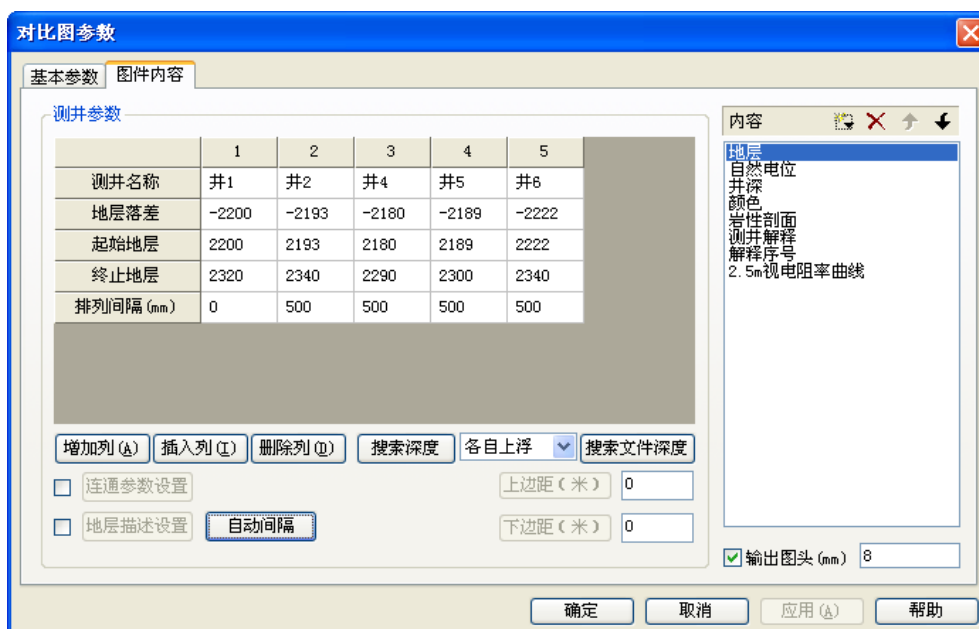 对比图参数
基本参数 图件内容
测井参数
1 2 3 4 5
测井名称 井1 井2 井4 井5 井6
地层落差 -2200 -2193 -2180 -2189 -2222
起始地层 2200 2193 2180 2189 2222
终止地层 2320 2340 2290 2300 2340
排列间隔(mm) 0 500 500 500 500
增加列(A) 插入列(I) 删除列(D) 搜索深度 各自上浮 搜索文件深度
连通参数设置 上边距(米) 0
地层描述设置 自动间隔 下边距(米) 0
内容
地层
自然电位
井深
颜色
岩性剖面
测井解释
解释序号
2.5m视电阻率曲线
输出图头(mm) 8
确定 取消 应用(A) 帮助